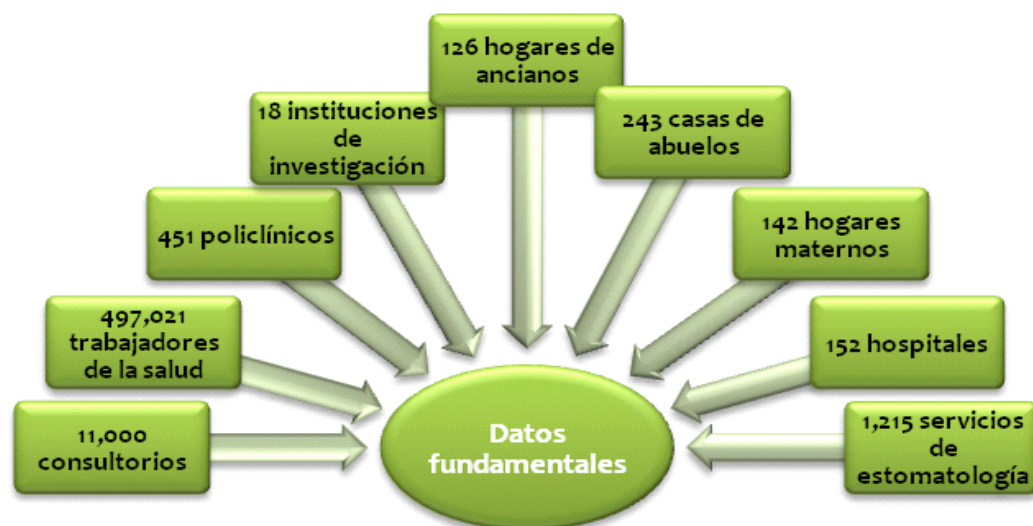 126 hogares de
ancianos
18 instituciones
de
investigación
243 casas de
abuelos
451 policlínicos
142 hogares
maternos
497,021
trabajadores
de la salud
152 hospitales
11,000
consultorios
Datos
fundamentales
1,215 servicios
de
estomatología